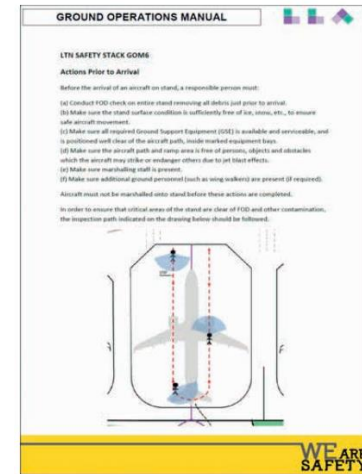 GROUND OPERATIONS MANUAL
LTN SAFETY STACK GOM6
Actions Prior to Arrival
Before the arrival of an aircraft on stand, a responsible person must:
(a) Conduct FOD check on entire stand removing all debris just prior to arrival.
(b) Make sure the stand surface condition is sufficiently free of ice, snow, etc., to ensure
safe aircraft movement.
(c) Make sure all required Ground Support Equipment (GSE) is available and serviceable, and
is positioned well clear of the aircraft path, inside marked equipment bays.
(d) Make sure the aircraft path and ramp area is free of persons, objects and obstacles
which the aircraft may strike or endanger others due to jet blast effects.
(e) Make sure marshalling staff is present.
(f) Make sure additional ground personnel (such as wing walkers) are present (if required).
Aircraft must not be marshalled onto stand before these actions are completed.
In order to ensure that critical areas of the stand are clear of FOD and other contamination,
the inspection path indicated on the drawing below should be followed.
WE ARE
SAFETY